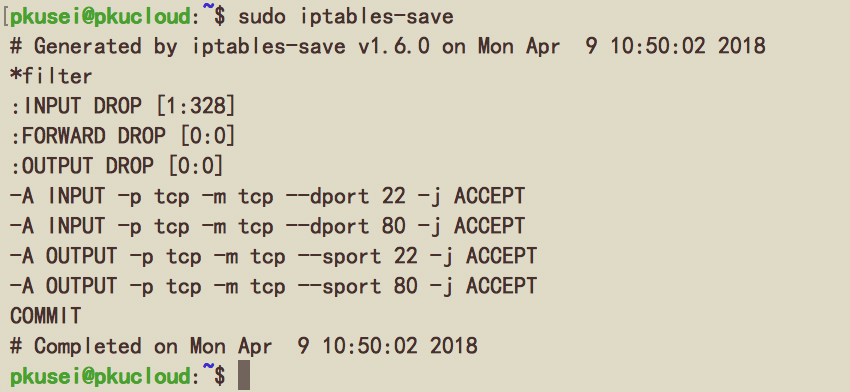 pkusei@pkucloud:~$ sudo iptables-save
# Generated by iptables-save v1.6.0 on Mon Apr  9 10:50:02 2018
*filter
:INPUT DROP [1:328]
:FORWARD DROP [0:0]
:OUTPUT DROP [0:0]
-A INPUT -p tcp -m tcp --dport 22 -j ACCEPT
-A INPUT -p tcp -m tcp --dport 80 -j ACCEPT
-A OUTPUT -p tcp -m tcp --sport 22 -j ACCEPT
-A OUTPUT -p tcp -m tcp --sport 80 -j ACCEPT
COMMIT
# Completed on Mon Apr  9 10:50:02 2018
pkusei@pkucloud:~$